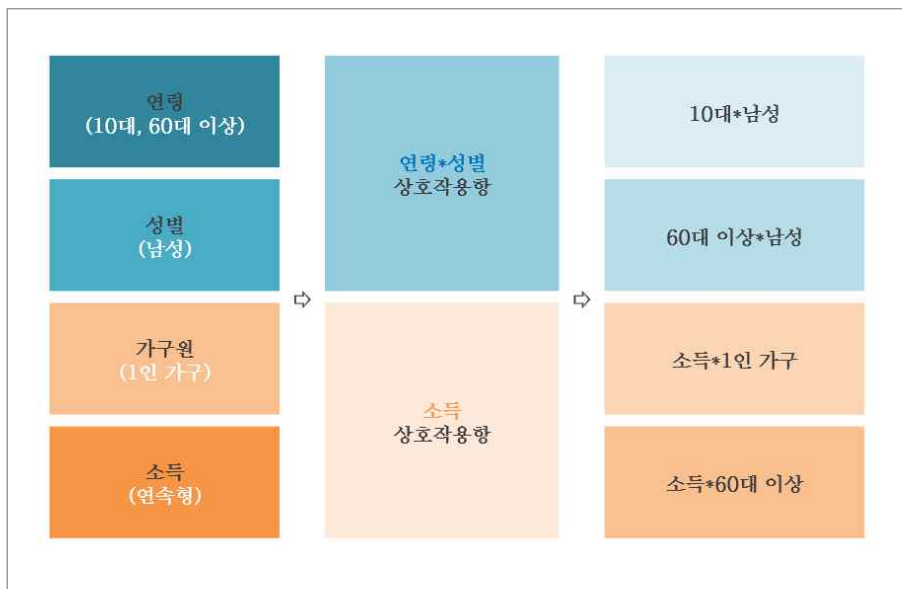 연령
(10대, 60대 이상)
성별
(남성)
가구원
(1인 가구)
소득
(연속형)
⇨
연령*성별
상호작용항
소득
상호작용항
⇨
10대*남성
60대 이상*남성
소득*1인 가구
소득*60대 이상